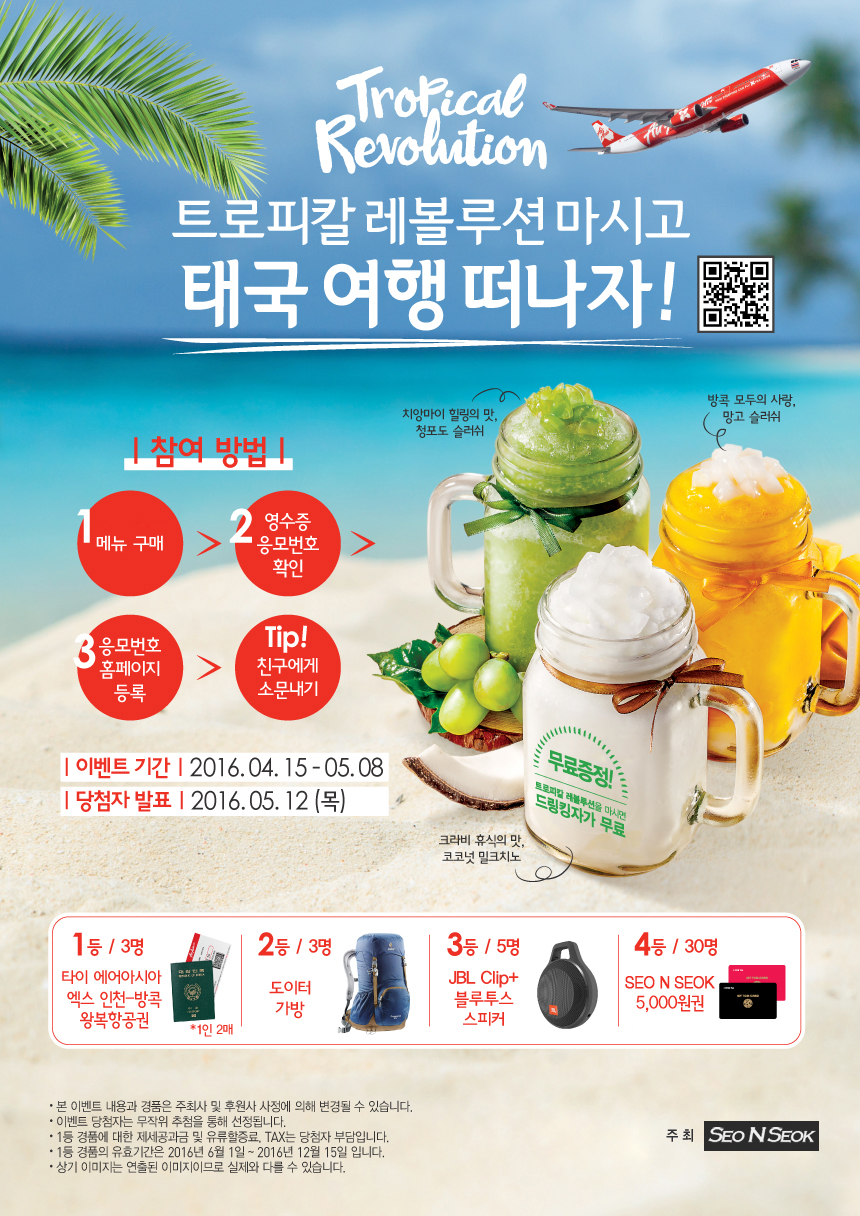 Tropical
Revolution
트로피칼 레볼루션 마시고
태국 여행 떠나자!
치앙마이 힐링의 맛,
청포도 슬러쉬
방콕 모두의 사랑,
망고 슬러쉬
| 참여 방법 |
1 메뉴 구매
>
2 영수증
응모번호
확인
>
3 응모번호
홈페이지
등록
>
Tip!
친구에게
소문내기
| 이벤트 기간 | 2016. 04. 15 - 05. 08
| 당첨자 발표 | 2016. 05. 12 (목)
무료증정!
트로피칼 레볼루션을 마시면
드링킹자가 무료
크라비 휴식의 맛,
코코넛 밀크치노
1등 / 3명
타이 에어아시아
엑스 인천-방콕
왕복항공권
*1인 2매
2등 / 3명
도이터
가방
3등 / 5명
JBL Clip+
블루투스
스피커
JBL
4등 / 30명
SEO N SEOK
5,000원권
• 본 이벤트 내용과 경품은 주최사 및 후원사 사정에 의해 변경될 수 있습니다.
• 이벤트 당첨자는 무작위 추첨을 통해 선정됩니다.
• 1등 경품에 대한 제세공과금 및 유류할증료, TAX는 당첨자 부담입니다.
• 1등 경품의 유효기간은 2016년 6월 1일 ~ 2016년 12월 15일 입니다.
• 상기 이미지는 연출된 이미지이므로 실제와 다를 수 있습니다.
주 최 SEO N SEOK